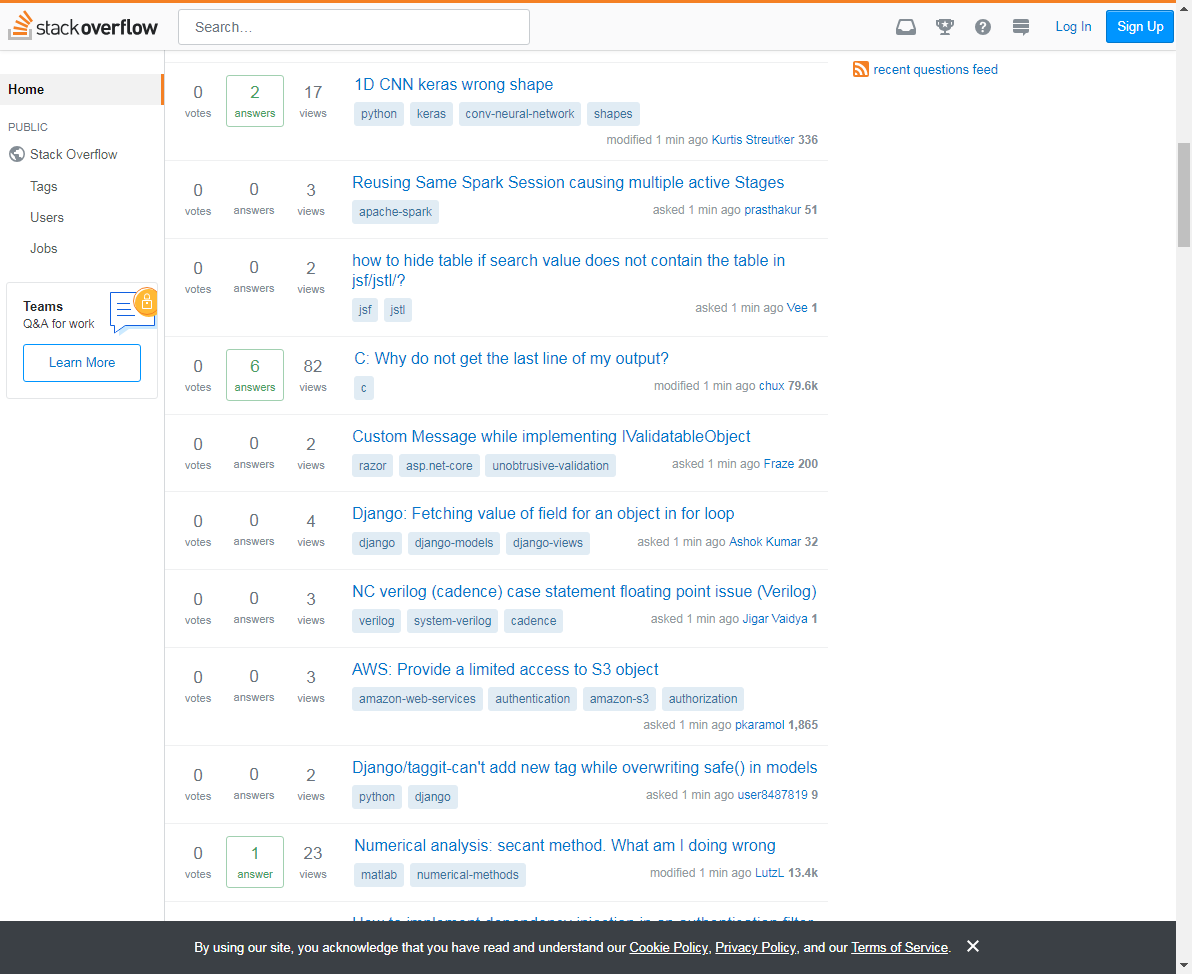 stackoverflow
Search…
Log In
Sign Up
Home
PUBLIC
Stack Overflow
Tags
Users
Jobs
Teams
Q&A for work
Learn More
0 votes 2 answers 17 views
1D CNN keras wrong shape
python keras conv-neural-network shapes
modified 1 min ago Kurtis Streutker 336
0 votes 0 answers 3 views
Reusing Same Spark Session causing multiple active Stages
apache-spark
asked 1 min ago prasthakur 51
0 votes 0 answers 2 views
how to hide table if search value does not contain the table in
jsf/jstl/?
jsf jstl
asked 1 min ago Vee 1
0 votes 6 answers 82 views
C: Why do not get the last line of my output?
c
modified 1 min ago chux 79.6k
0 votes 0 answers 2 views
Custom Message while implementing IValidatableObject
razor asp.net-core unobtrusive-validation
asked 1 min ago Fraze 200
0 votes 0 answers 4 views
Django: Fetching value of field for an object in for loop
django django-models django-views
asked 1 min ago Ashok Kumar 32
0 votes 0 answers 3 views
NC verilog (cadence) case statement floating point issue (Verilog)
verilog system-verilog cadence
asked 1 min ago Jigar Vaidya 1
0 votes 0 answers 3 views
AWS: Provide a limited access to S3 object
amazon-web-services authentication amazon-s3 authorization
asked 1 min ago pkaramol 1,865
0 votes 0 answers 2 views
Django/taggit-can't add new tag while overwriting safe() in models
python django
asked 1 min ago user8487819 9
0 votes 1 answer 23 views
Numerical analysis: secant method. What am I doing wrong
matlab numerical-methods
modified 1 min ago LutzL 13.4k
How to implement dependency injection in an authentication filter
recent questions feed
By using our site, you acknowledge that you have read and understand our Cookie Policy, Privacy Policy, and our Terms of Service.